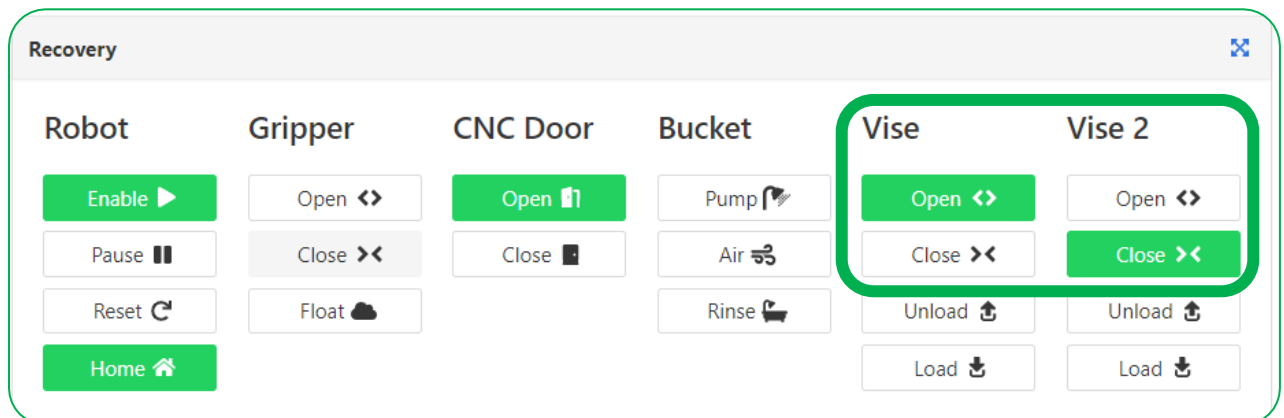 Recovery
Robot Gripper CNC Door Bucket Vise Vise 2
Enable Open Open Pump Open Open
Pause Close Close Air Close Close
Reset Float Rinse Unload Unload
Home Load Load